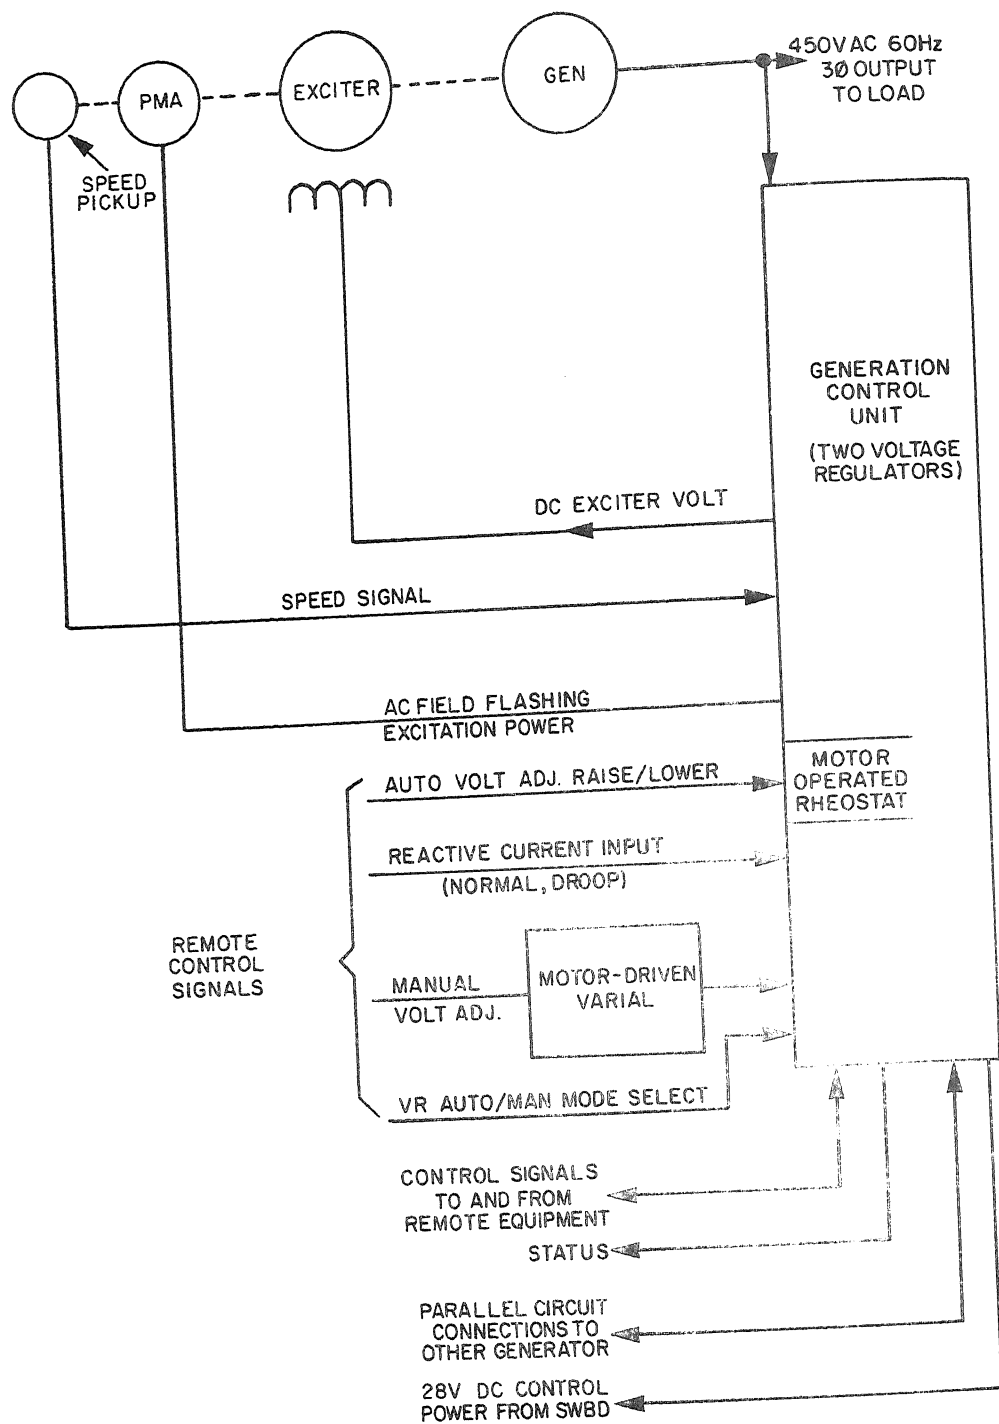 450VAC 60Hz
3Ø OUTPUT
TO LOAD
GEN
EXCITER
PMA
SPEED
PICKUP
GENERATION
CONTROL
UNIT
(TWO VOLTAGE
REGULATORS)
DC EXCITER VOLT
SPEED SIGNAL
AC FIELD FLASHING
EXCITATION POWER
MOTOR
OPERATED
RHEOSTAT
AUTO VOLT ADJ. RAISE/LOWER
REACTIVE CURRENT INPUT
(NORMAL, DROOP)
REMOTE
CONTROL
SIGNALS
MANUAL
VOLT ADJ.
MOTOR-DRIVEN
VARIAL
VR AUTO/MAN MODE SELECT
CONTROL SIGNALS
TO AND FROM
REMOTE EQUIPMENT
STATUS
PARALLEL CIRCUIT
CONNECTIONS TO
OTHER GENERATOR
28V DC CONTROL
POWER FROM SWBD